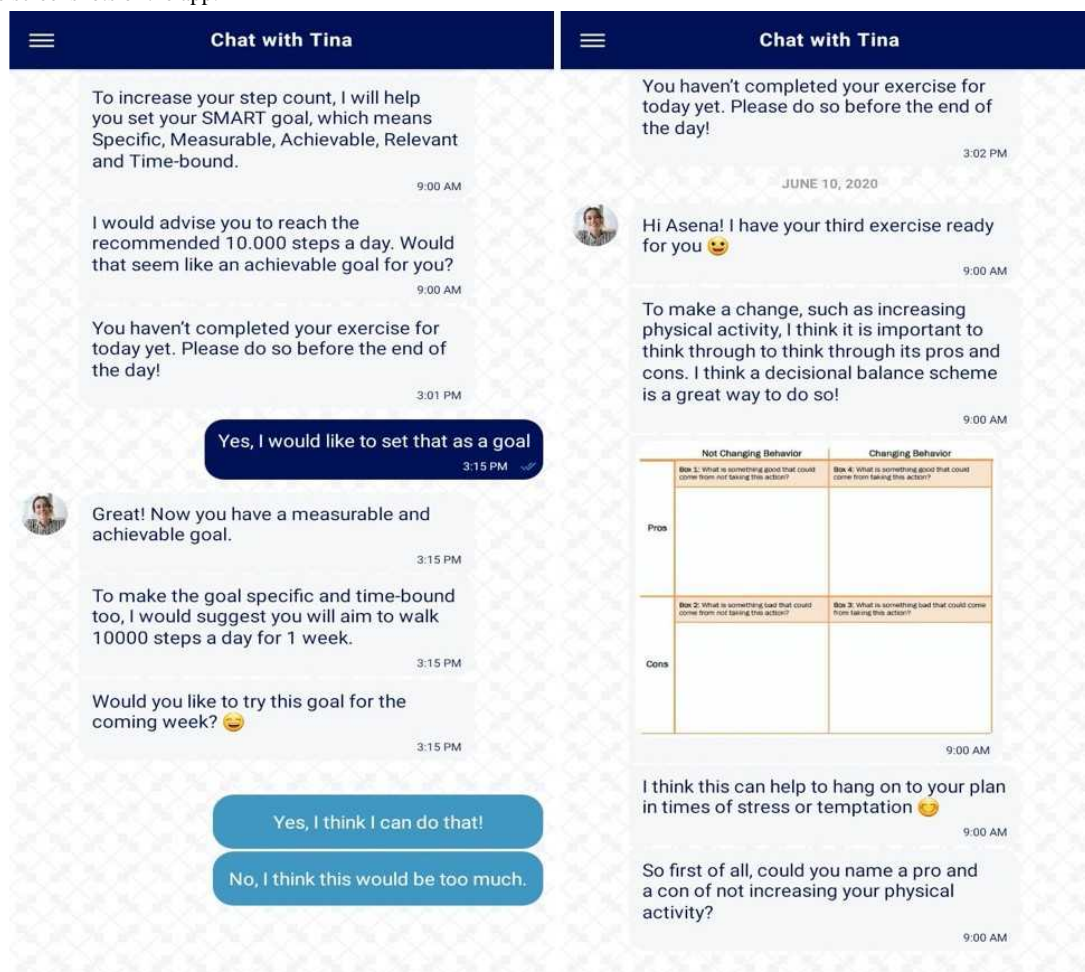 Chat with Tina
To increase your step count, I will help
you set your SMART goal, which means
Specific, Measurable, Achievable, Relevant
and Time-bound.
9:00 AM
I would advise you to reach the
recommended 10.000 steps a day. Would
that seem like an achievable goal for you?
9:00 AM
You haven't completed your exercise for
today yet. Please do so before the end of
the day!
3:01 PM
Yes, I would like to set that as a goal
3:15 PM
Great! Now you have a measurable and
achievable goal.
3:15 PM
To make the goal specific and time-bound
too, I would suggest you will aim to walk
10000 steps a day for 1 week.
3:15 PM
Would you like to try this goal for the
coming week? 😄
3:15 PM
Yes, I think I can do that!
No, I think this would be too much.
Chat with Tina
You haven't completed your exercise for
today yet. Please do so before the end of
the day!
3:02 PM
JUNE 10, 2020
Hi Asena! I have your third exercise ready
for you 😀
9:00 AM
To make a change, such as increasing
physical activity, I think it is important to
think through to think through its pros and
cons. I think a decisional balance scheme
is a great way to do so!
9:00 AM
Not Changing Behavior
Changing Behavior
Box 1: What is something good that could
come from not taking this action?
Box 4: What is something good that could
come from taking this action?
Pros
Box 2: What is something bad that could
come from not taking this action?
Box 3: What is something bad that could come
from taking this action?
Cons
9:00 AM
I think this can help to hang on to your plan
in times of stress or temptation 😊
9:00 AM
So first of all, could you name a pro and
a con of not increasing your physical
activity?
9:00 AM